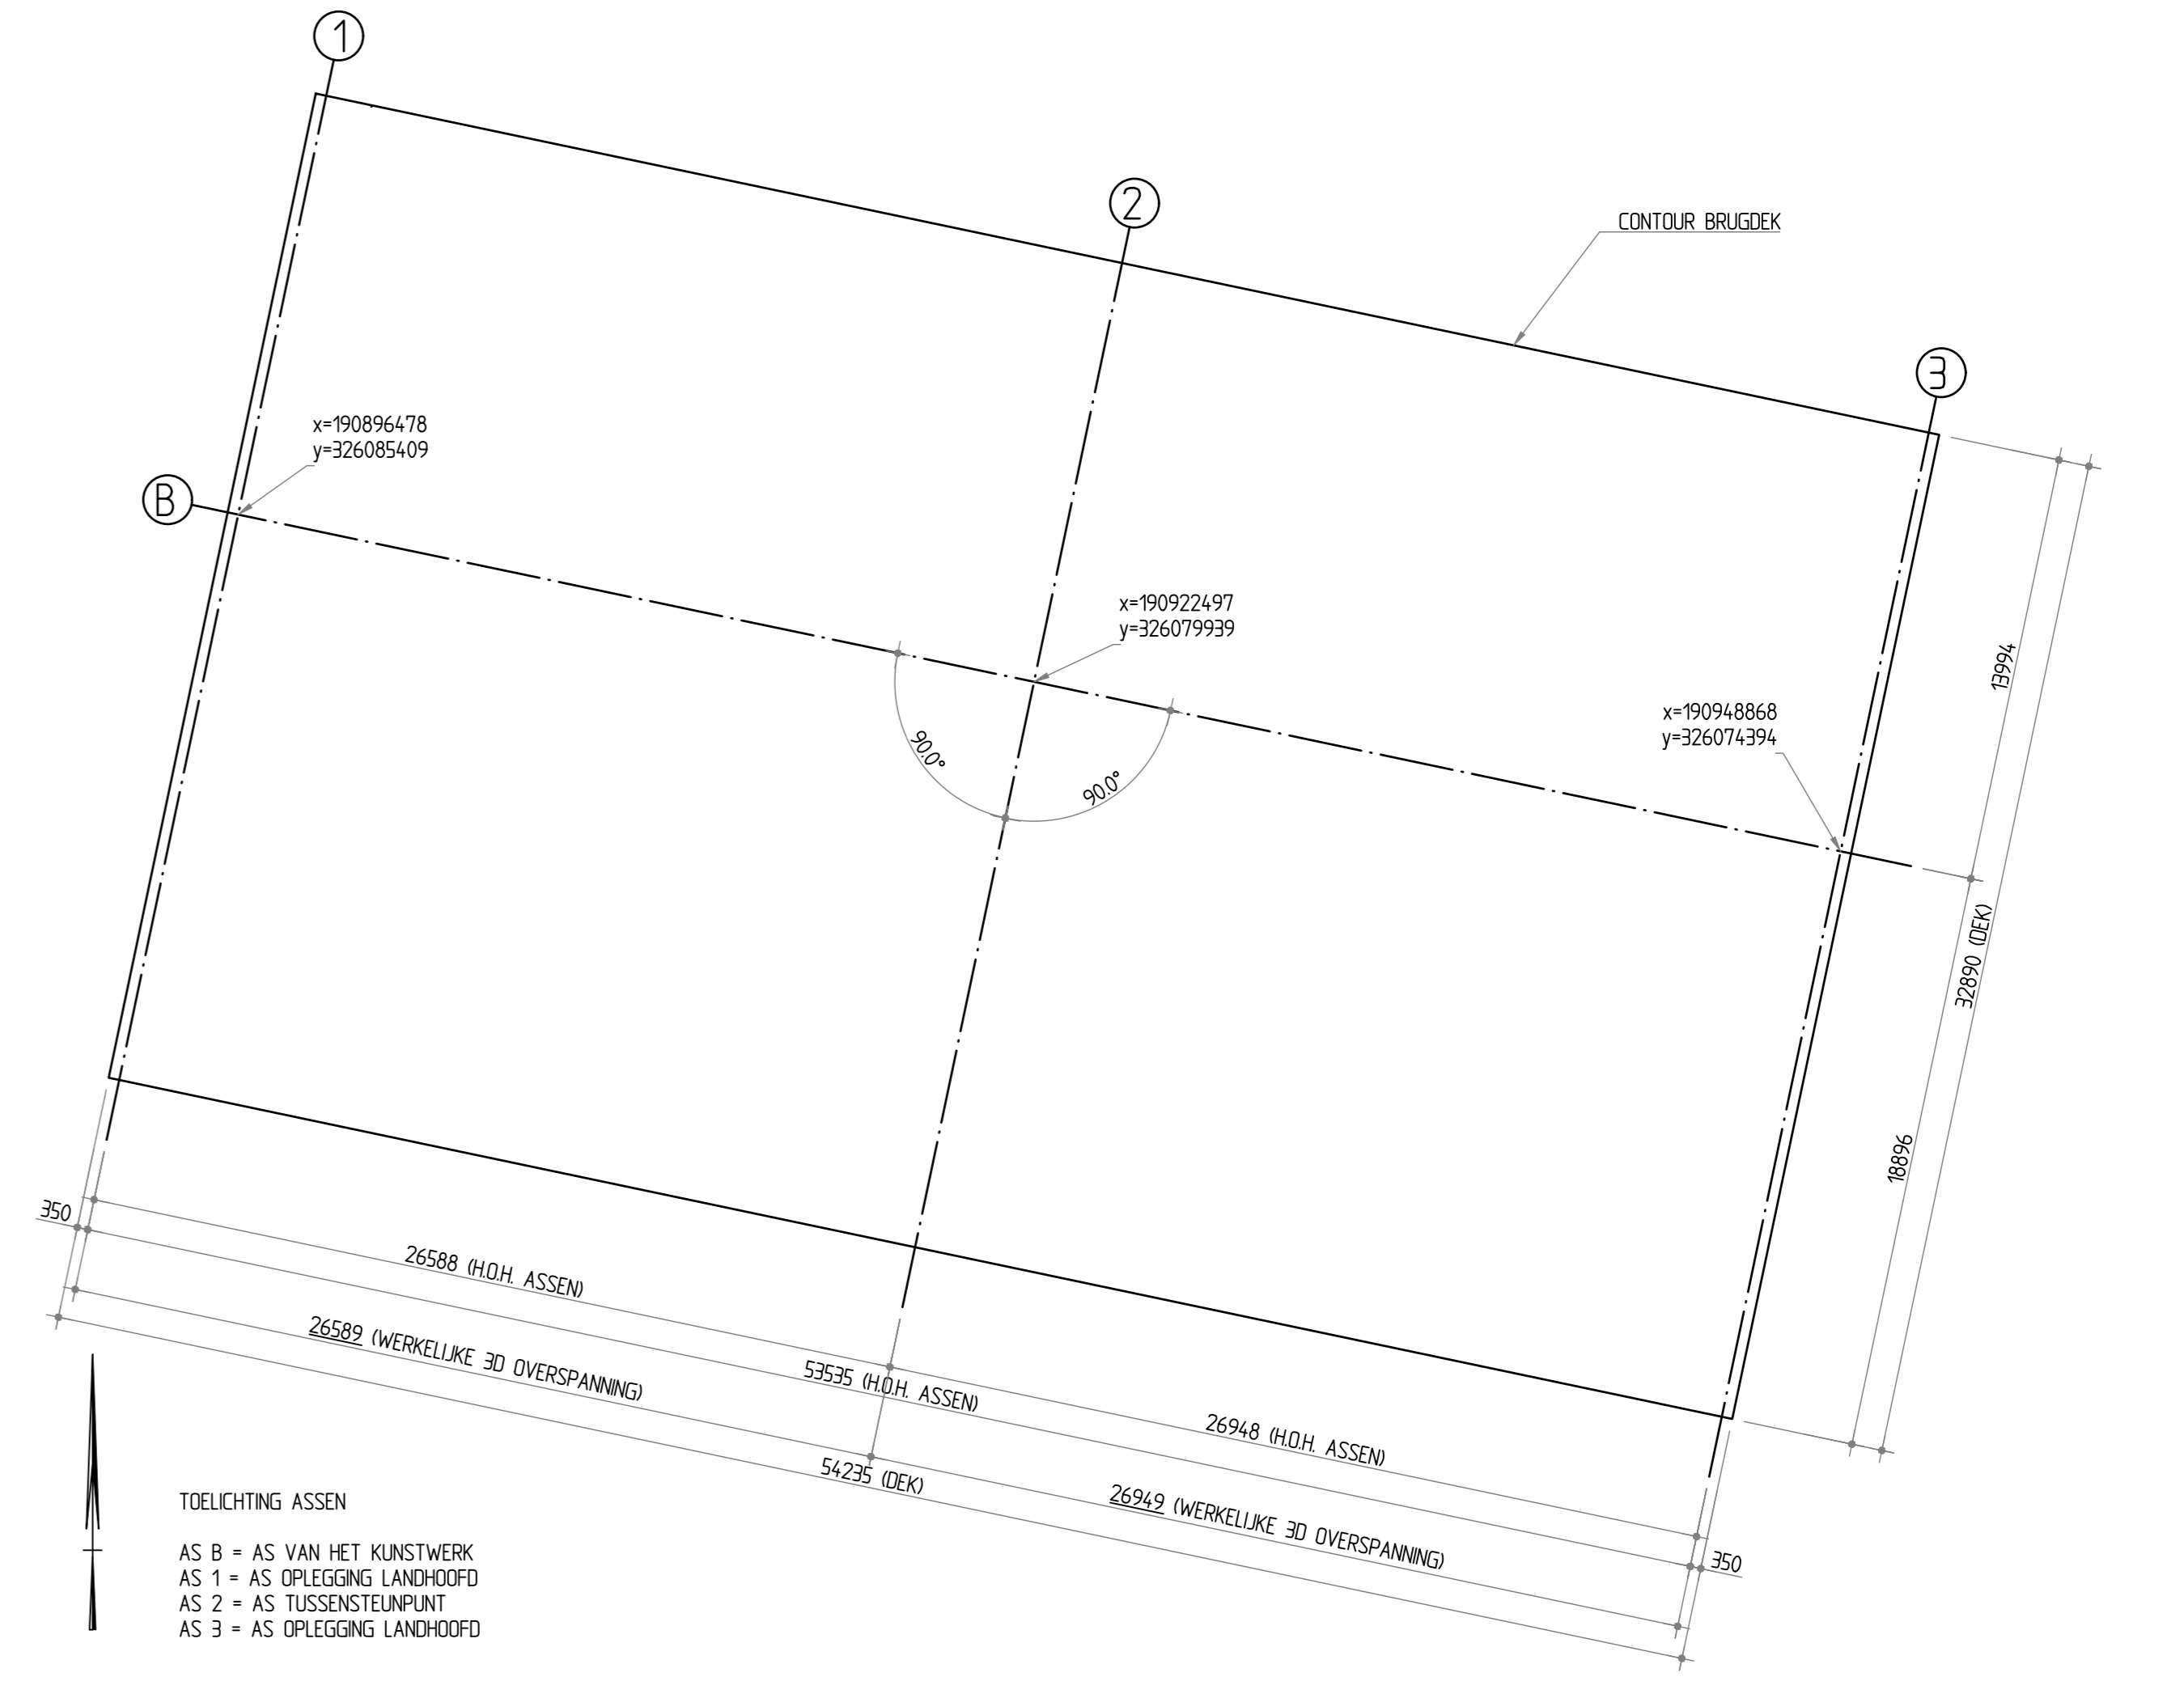 1
2
CONTOUR BRUGDEK
3
x=190896478
y=326085409
B
x=190922497
y=326079939
13994
x=190948868
y=326074394
90.0°
90.0°
32890 (DEK)
18896
350
26588 (H.O.H. ASSEN)
26589 (WERKELIJKE 3D OVERSPANNING)
53535 (H.O.H. ASSEN)
26948 (H.O.H. ASSEN)
54235 (DEK)
26949 (WERKELIJKE 3D OVERSPANNING)
350
TOELICHTING ASSEN
AS B = AS VAN HET KUNSTWERK
AS 1 = AS OPLEGGING LANDHOOFD
AS 2 = AS TUSSENSTEUNPUNT
AS 3 = AS OPLEGGING LANDHOOFD